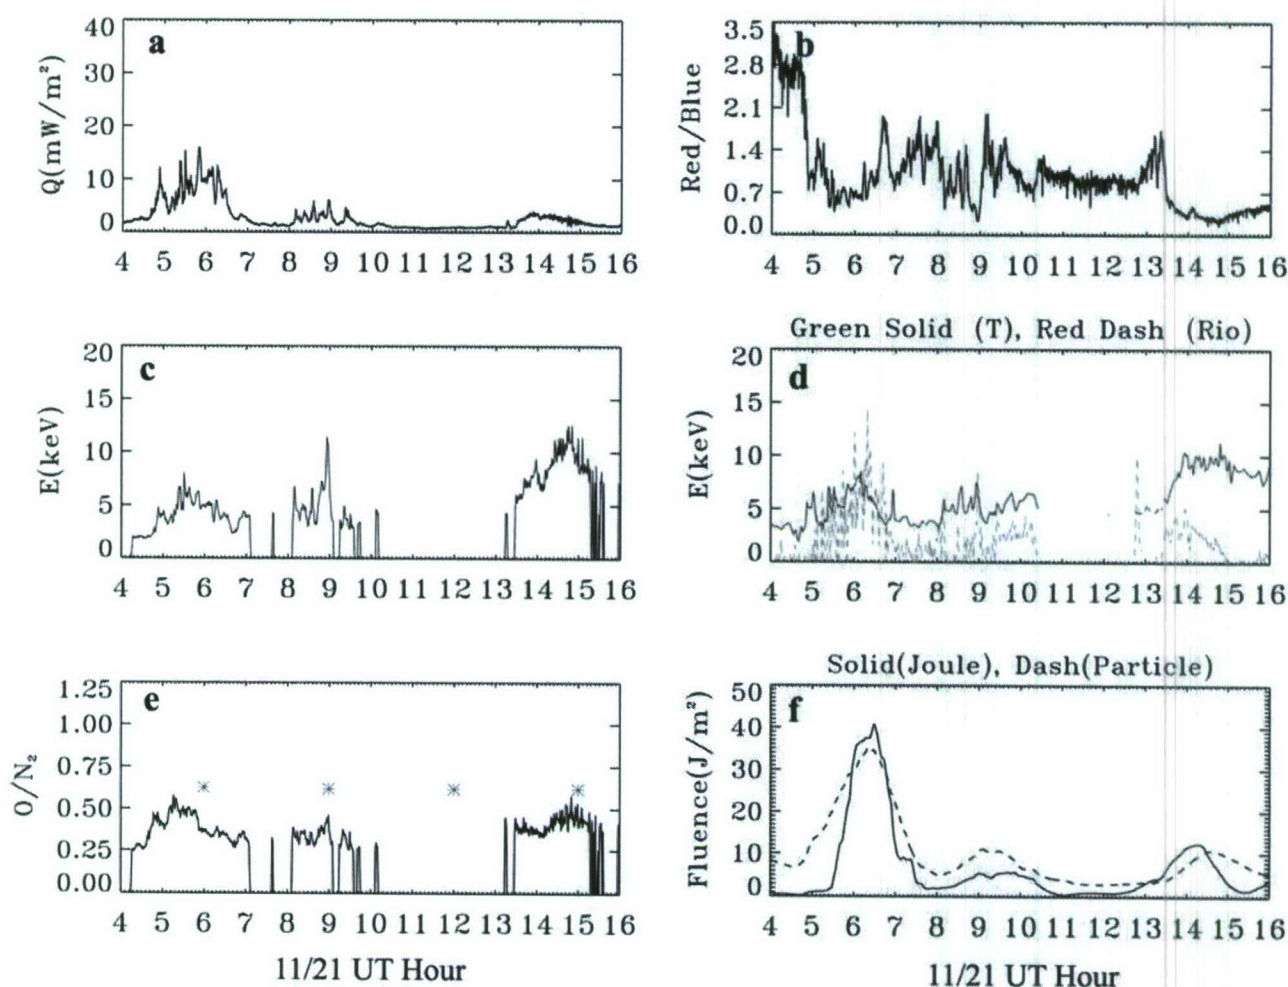 a
Q(mW/m²)
40
30
20
10
0
4 5 6 7 8 9 10 11 12 13 14 15 16
b
Red/Blue
3.5
2.8
2.1
1.4
0.7
0.0
4 5 6 7 8 9 10 11 12 13 14 15 16
c
E(keV)
20
15
10
5
0
4 5 6 7 8 9 10 11 12 13 14 15 16
Green Solid (T), Red Dash (Rio)
d
E(keV)
20
15
10
5
0
4 5 6 7 8 9 10 11 12 13 14 15 16
e
O/N₂
1.25
1.00
0.75
0.50
0.25
0.00
4 5 6 7 8 9 10 11 12 13 14 15 16
11/21 UT Hour
Solid(Joule), Dash(Particle)
f
Fluence(J/m²)
50
40
30
20
10
0
4 5 6 7 8 9 10 11 12 13 14 15 16
11/21 UT Hour